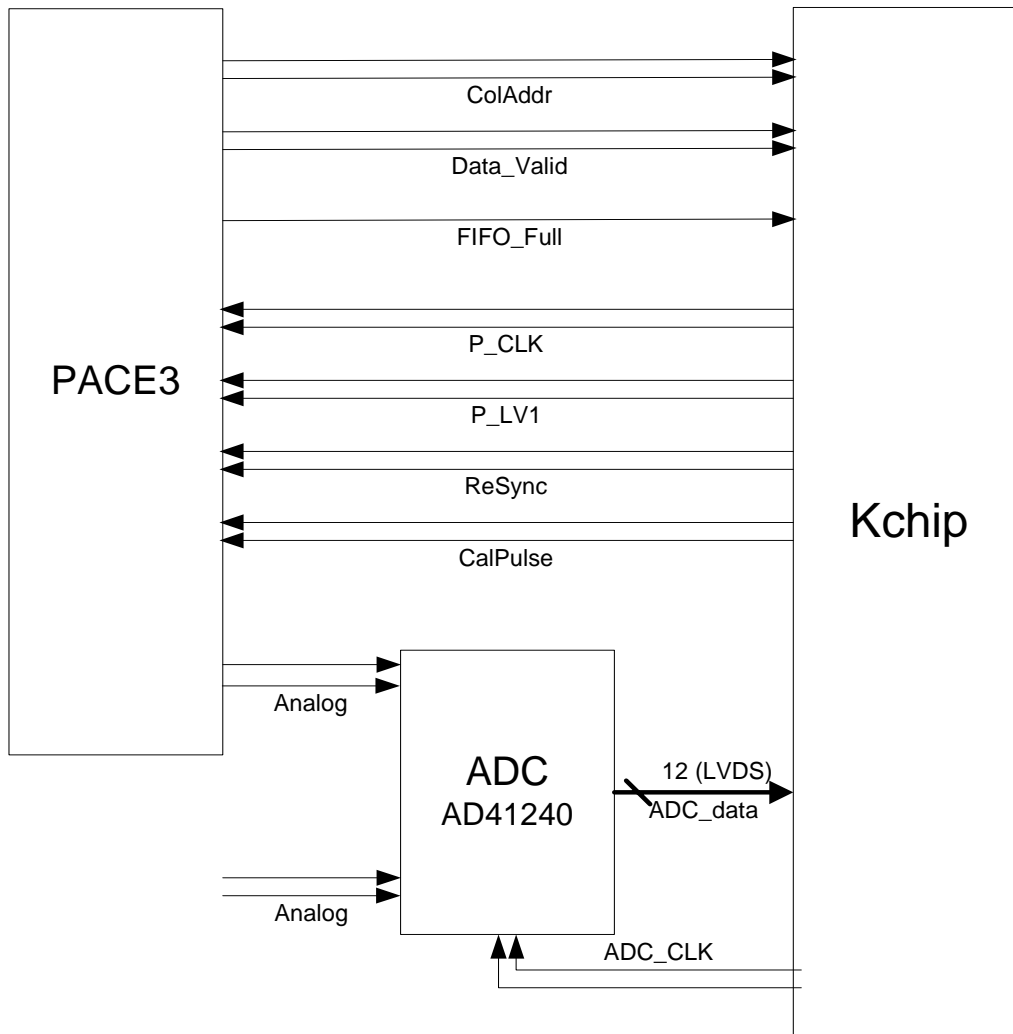 ColAddr
Data_Valid
FIFO_Full
P_CLK
PACE3
P_LV1
ReSync
Kchip
CalPulse
Analog
ADC
AD41240
12 (LVDS)
ADC_data
Analog
ADC_CLK